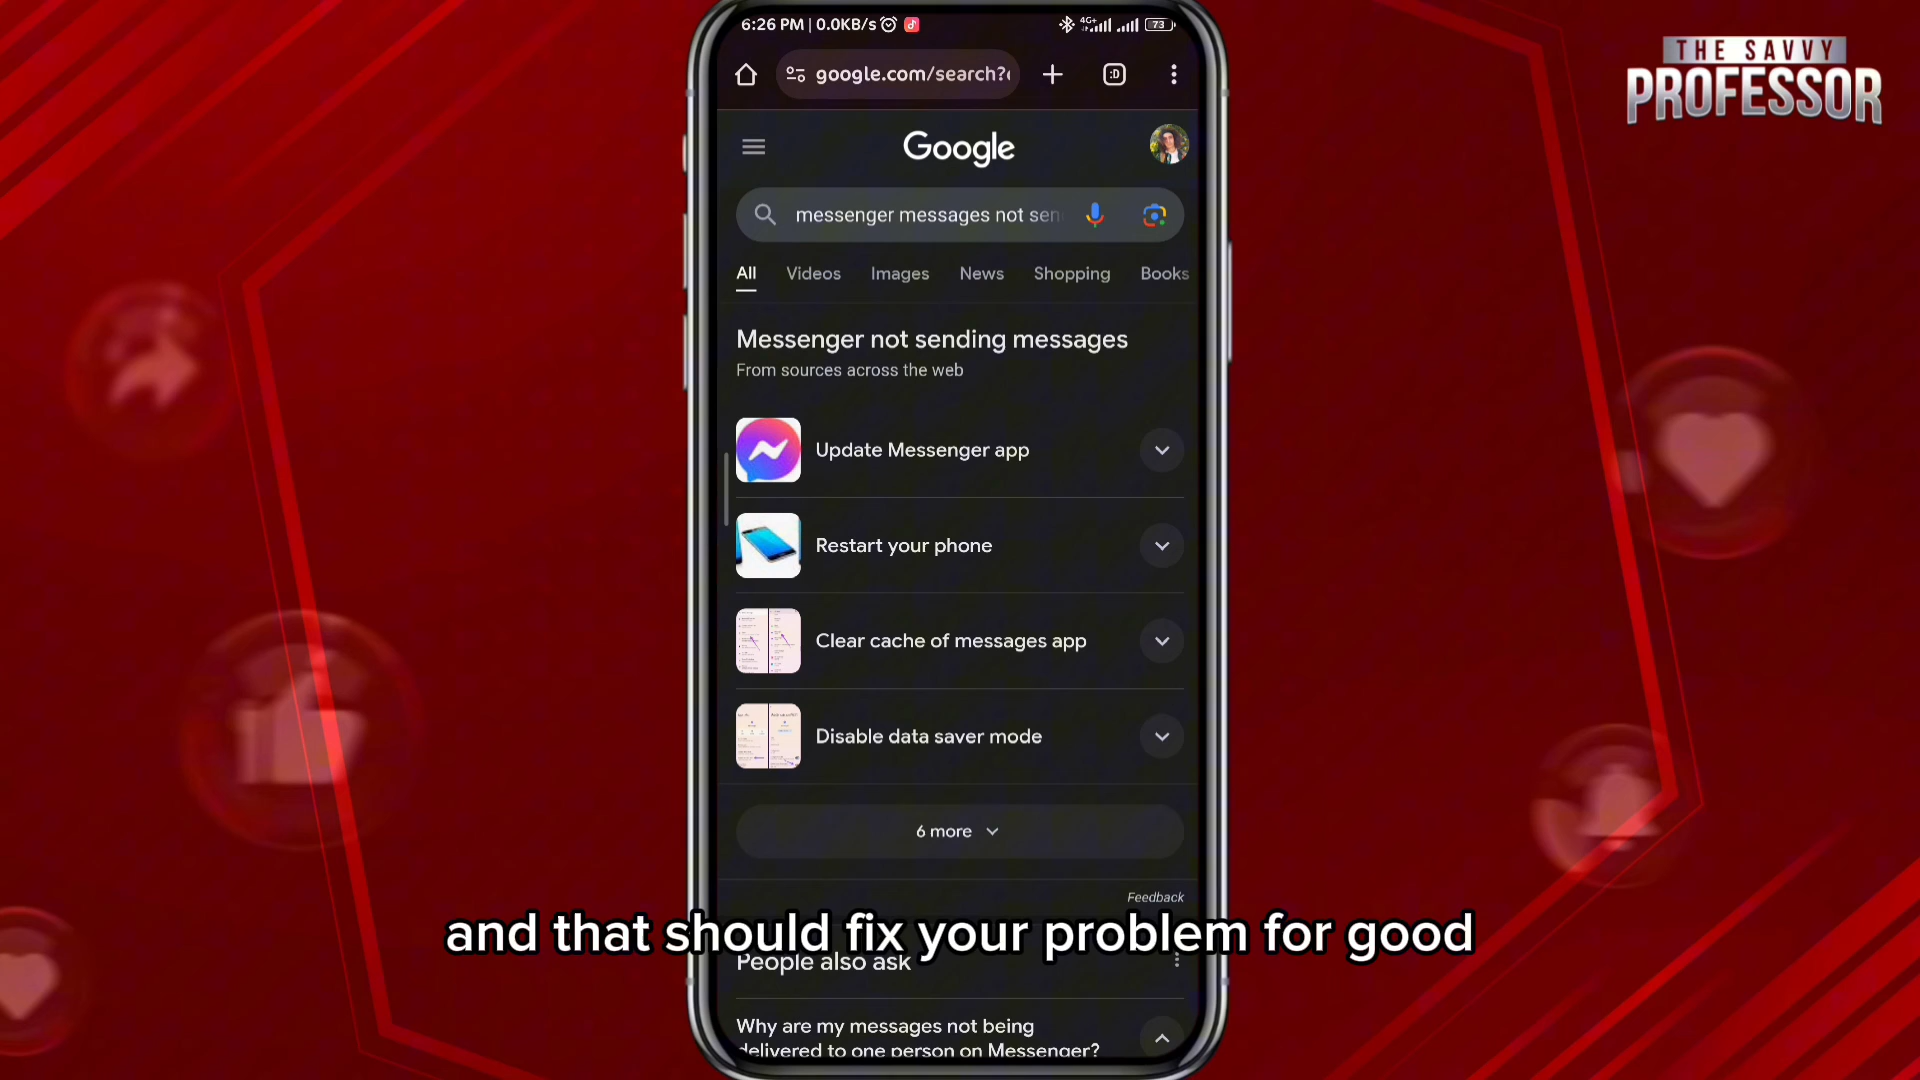 6:26 PM | 0.0KB/s
4G+
73
THE SAVVY
PROFESSOR
google.com/search?
:D
Google
messenger messages not sen
All Videos Images News Shopping Books
Messenger not sending messages
From sources across the web
Update Messenger app
Restart your phone
Clear cache of messages app
Disable data saver mode
6 more
Feedback
and that should fix your problem for good
People also ask
Why are my messages not being
delivered to one person on Messenger?